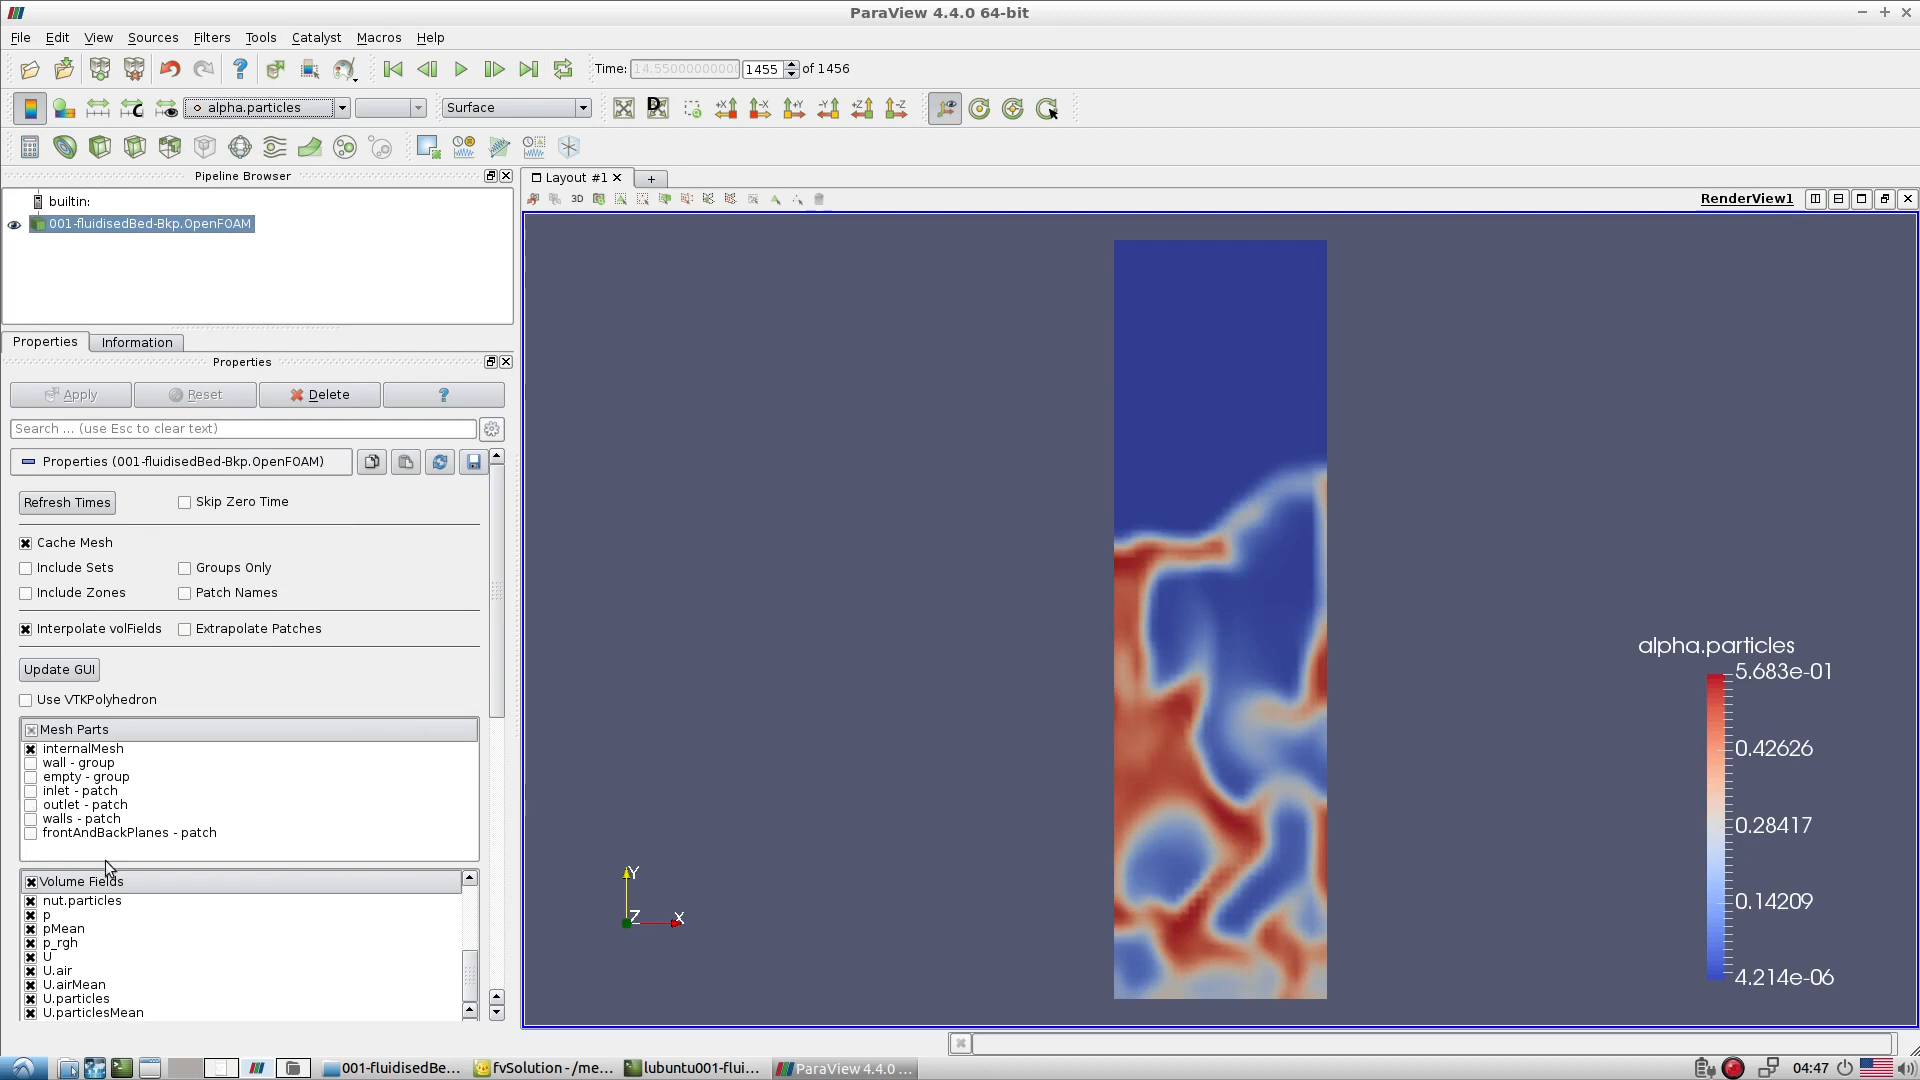 ParaView 4.4.0 64-bit
File Edit View Sources Filters Tools Catalyst Macros Help
Time: 14.55000000000 1455 of 1456
alpha.particles Surface
Pipeline Browser
builtin:
001-fluidisedBed-Bkp.OpenFOAM
Layout #1
3D
RenderView1
Properties Information
Properties
Apply Reset Delete ?
Search ... (use Esc to clear text)
Properties (001-fluidisedBed-Bkp.OpenFOAM)
Refresh Times Skip Zero Time
Cache Mesh
Include Sets Groups Only
Include Zones Patch Names
Interpolate volFields Extrapolate Patches
Update GUI
Use VTKPolyhedron
Mesh Parts
internalMesh
wall - group
empty - group
inlet - patch
outlet - patch
walls - patch
frontAndBackPlanes - patch
Volume Fields
nut.particles
p
pMean
p_rgh
U
U.air
U.airMean
U.particles
U.particlesMean
Y
Z X
alpha.particles
5.683e-01
0.42626
0.28417
0.14209
4.214e-06
001-fluidisedBe... fvSolution - /me... lubuntu001-flui... ParaView 4.4.0 ... 04:47